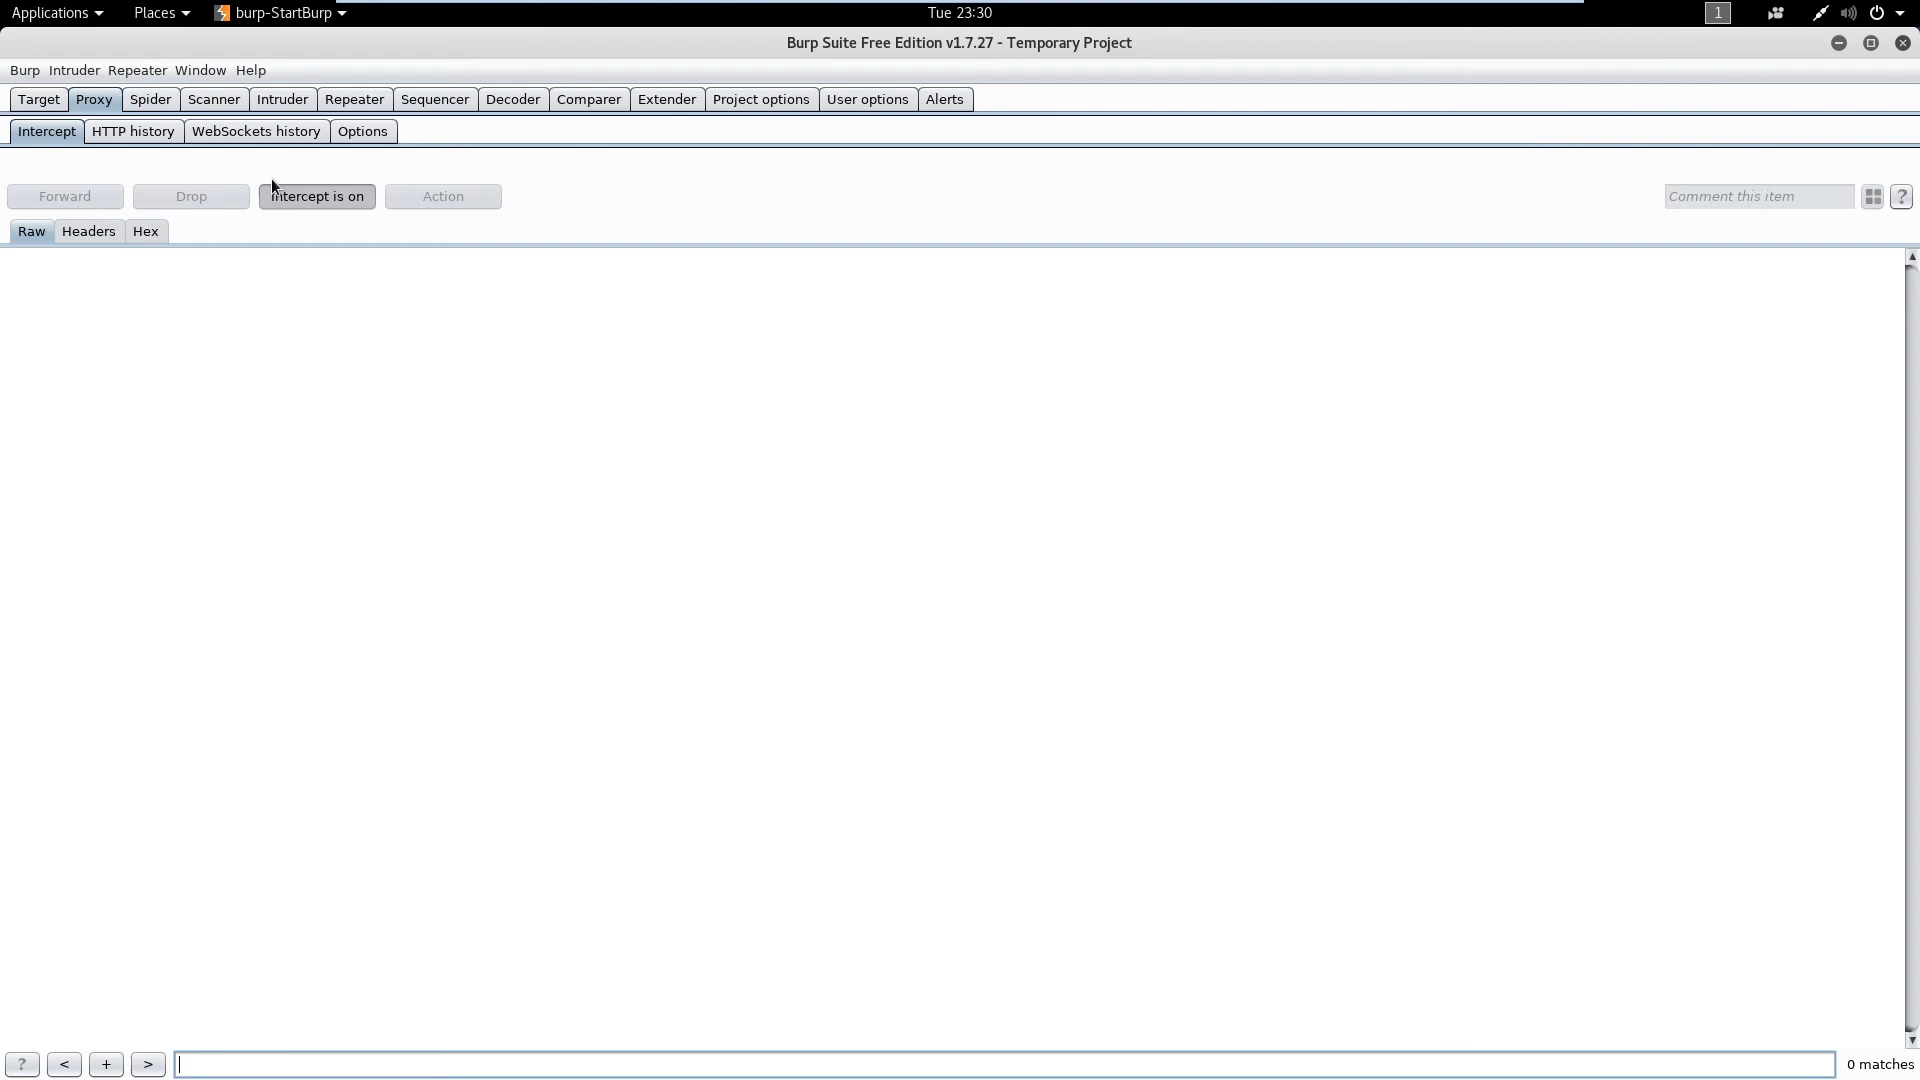 Applications Places burp-StartBurp Tue 23:30 1
Burp Suite Free Edition v1.7.27 - Temporary Project
Burp Intruder Repeater Window Help
Target Proxy Spider Scanner Intruder Repeater Sequencer Decoder Comparer Extender Project options User options Alerts
Intercept HTTP history WebSockets history Options
Forward Drop Intercept is on Action Comment this item ?
Raw Headers Hex
? < + > 0 matches